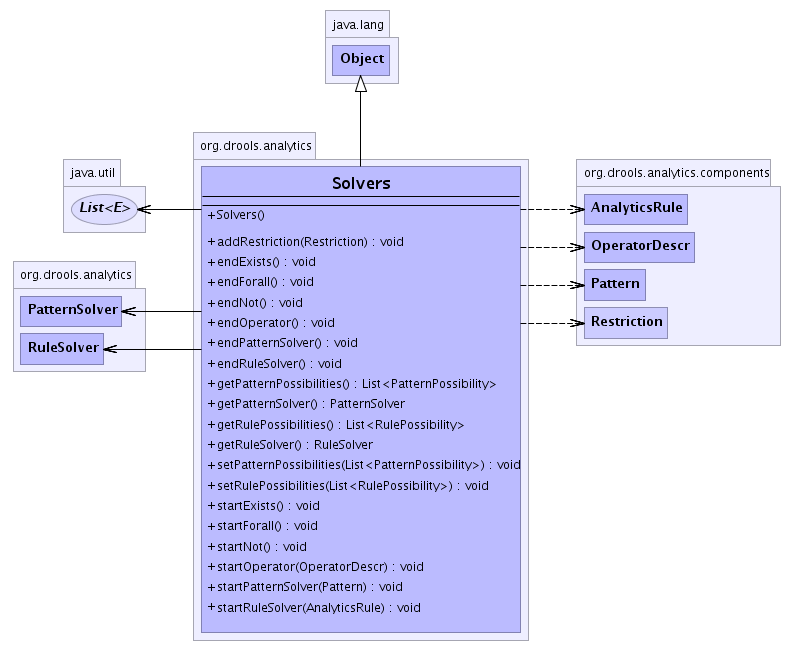 java.lang
Object
org.drools.analytics
Solvers
+Solvers()
+addRestriction(Restriction) : void
+endExists() : void
+endForall() : void
+endNot() : void
+endOperator() : void
+endPatternSolver() : void
+endRuleSolver() : void
+getPatternPossibilities() : List<PatternPossibility>
+getPatternSolver() : PatternSolver
+getRulePossibilities() : List<RulePossibility>
+getRuleSolver() : RuleSolver
+setPatternPossibilities(List<PatternPossibility>) : void
+setRulePossibilities(List<RulePossibility>) : void
+startExists() : void
+startForall() : void
+startNot() : void
+startOperator(OperatorDescr) : void
+startPatternSolver(Pattern) : void
+startRuleSolver(AnalyticsRule) : void
java.util
List<E>
org.drools.analytics
PatternSolver
RuleSolver
org.drools.analytics.components
AnalyticsRule
OperatorDescr
Pattern
Restriction